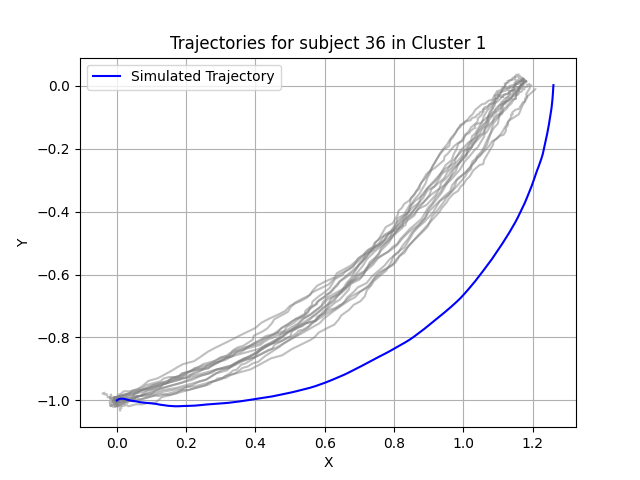 Trajectories for subject 36 in Cluster 1
Simulated Trajectory
0.0
−0.2
−0.4
−0.6
−0.8
−1.0
Y
0.0 0.2 0.4 0.6 0.8 1.0 1.2
X